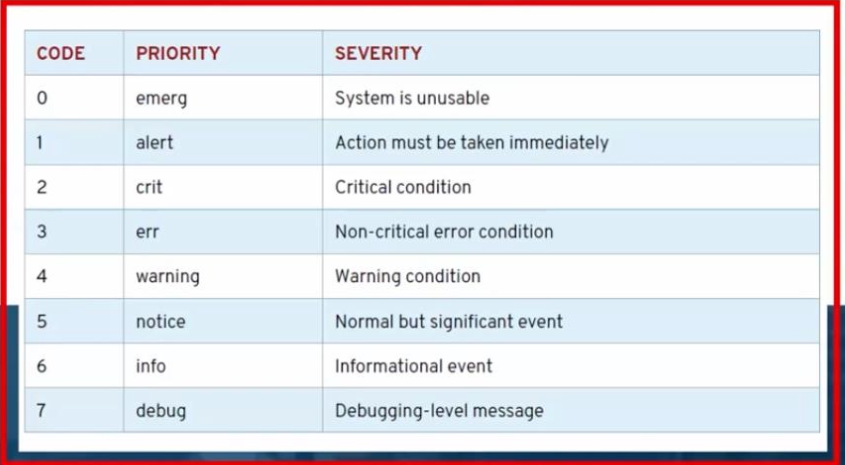 CODE PRIORITY SEVERITY
0 emerg System is unusable
1 alert Action must be taken immediately
2 crit Critical condition
3 err Non-critical error condition
4 warning Warning condition
5 notice Normal but significant event
6 info Informational event
7 debug Debugging-level message